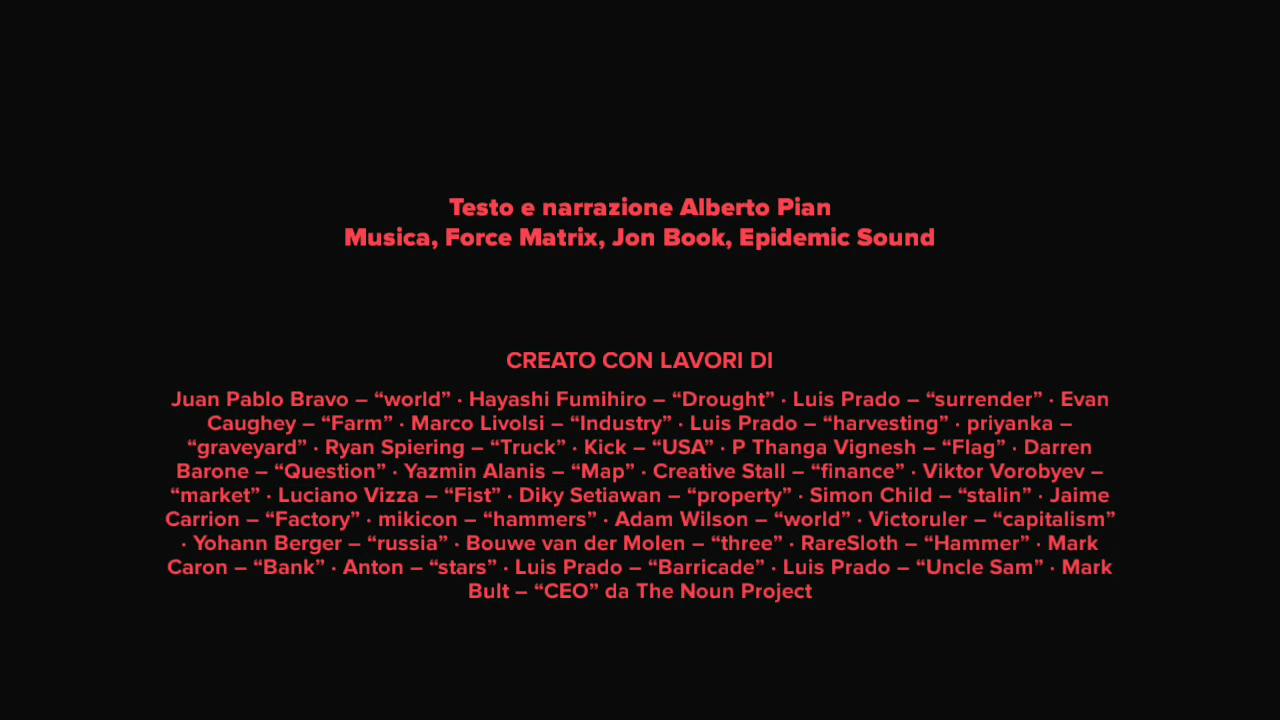 Testo e narrazione Alberto Pian
Musica, Force Matrix, Jon Book, Epidemic Sound
CREATO CON LAVORI DI
Juan Pablo Bravo – “world” · Hayashi Fumihiro – “Drought” · Luis Prado – “surrender” · Evan
Caughey – “Farm” · Marco Livolsi – “Industry” · Luis Prado – “harvesting” · priyanka –
“graveyard” · Ryan Spiering – “Truck” · Kick – “USA” · P Thanga Vignesh – “Flag” · Darren
Barone – “Question” · Yazmin Alanis – “Map” · Creative Stall – “finance” · Viktor Vorobyev –
“market” · Luciano Vizza – “Fist” · Diky Setiawan – “property” · Simon Child – “stalin” · Jaime
Carrion – “Factory” · mikicon – “hammers” · Adam Wilson – “world” · Victoruler – “capitalism”
· Yohann Berger – “russia” · Bouwe van der Molen – “three” · RareSloth – “Hammer” · Mark
Caron – “Bank” · Anton – “stars” · Luis Prado – “Barricade” · Luis Prado – “Uncle Sam” · Mark
Bult – “CEO” da The Noun Project